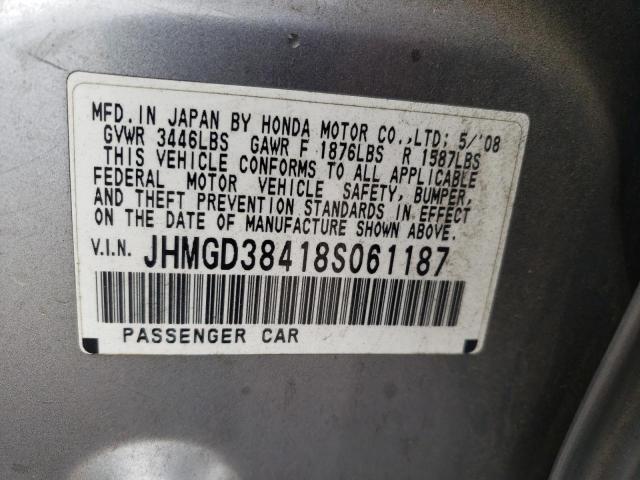 MFD.IN JAPAN BY HONDA MOTOR CO.,LTD; 5/'08
GVWR 3446LBS GAWR F 1876LBS R 1587LBS
THIS VEHICLE CONFORMS TO ALL APPLICABLE
FEDERAL MOTOR VEHICLE SAFETY, BUMPER,
AND THEFT PREVENTION STANDARDS IN EFFECT
ON THE DATE OF MANUFACTURE SHOWN ABOVE.
V.I.N. JHMGD38418S061187
PASSENGER CAR